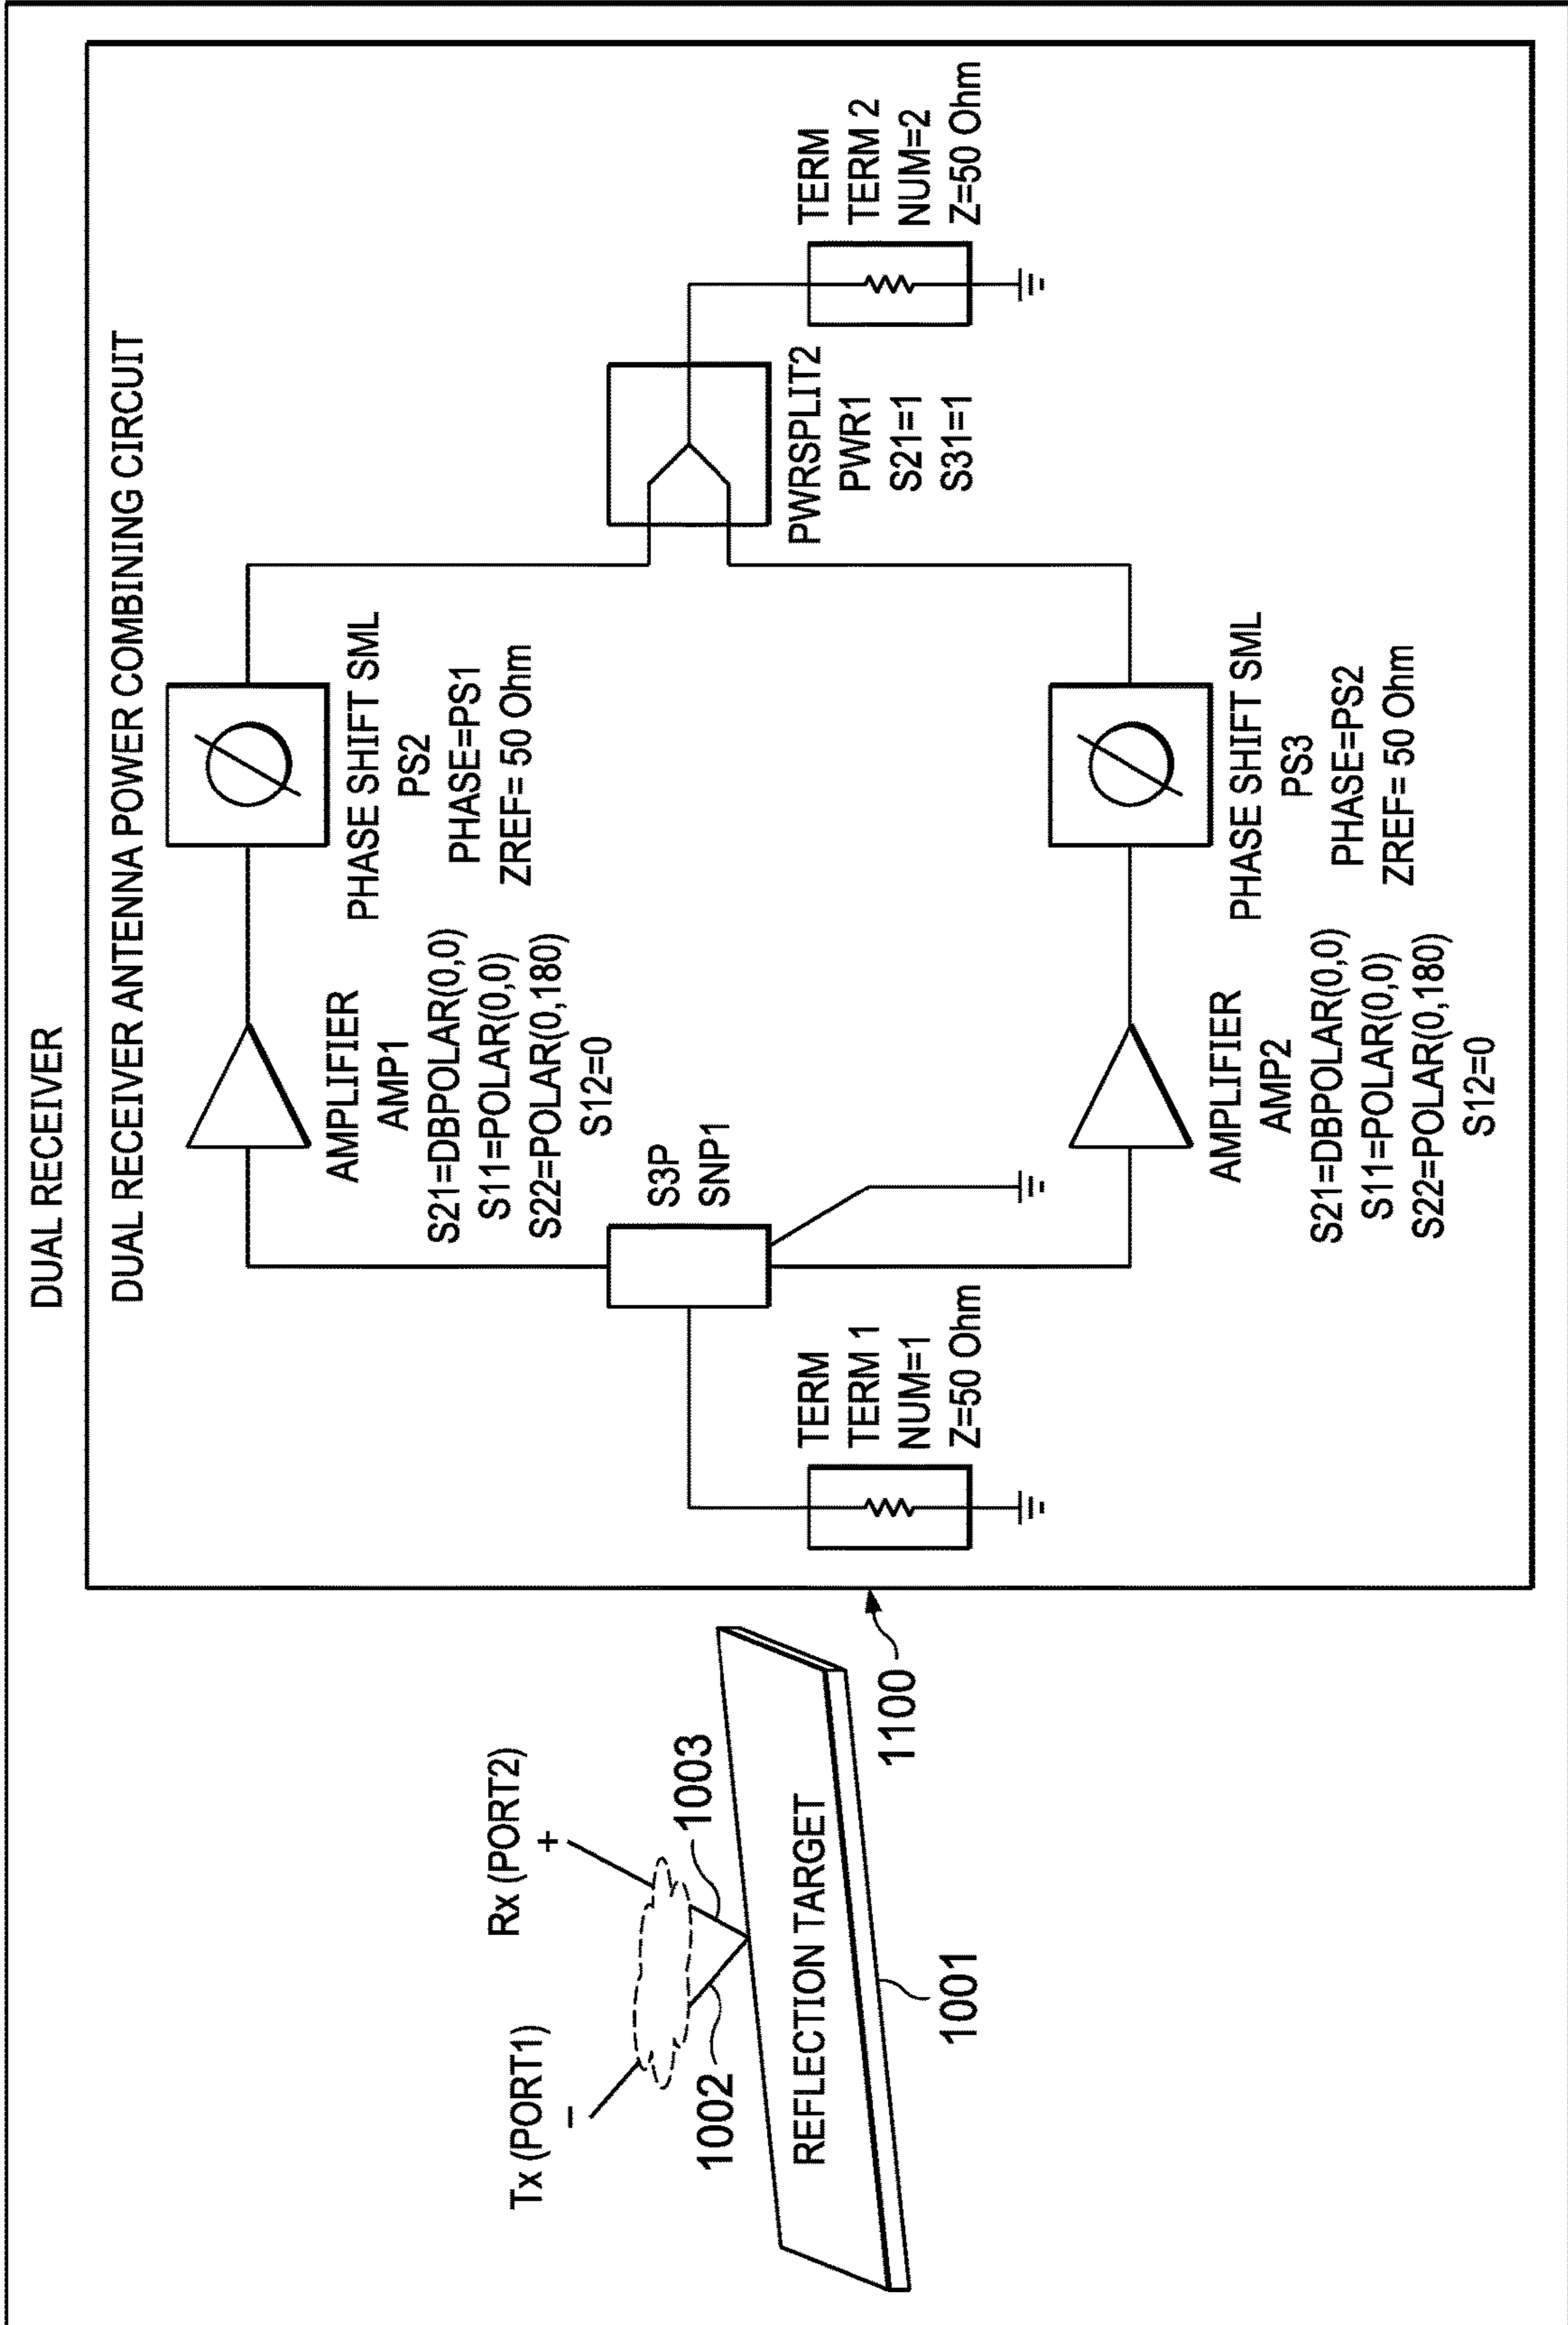 DUAL RECEIVER
DUAL RECEIVER ANTENNA POWER COMBINING CIRCUIT
Tx (PORT1)
−
Rx (PORT2)
+
1002
1003
REFLECTION TARGET
1001
1100
TERM
TERM 1
NUM=1
Z=50 Ohm
S3P
SNP1
AMPLIFIER
AMP1
S21=DBPOLAR(0,0)
S11=POLAR(0,0)
S22=POLAR(0,180)
S12=0
PHASE SHIFT SML
PS2
PHASE=PS1
ZREF= 50 Ohm
AMPLIFIER
AMP2
S21=DBPOLAR(0,0)
S11=POLAR(0,0)
S22=POLAR(0,180)
S12=0
PHASE SHIFT SML
PS3
PHASE=PS2
ZREF= 50 Ohm
PWRSPLIT2
PWR1
S21=1
S31=1
TERM
TERM 2
NUM=2
Z=50 Ohm